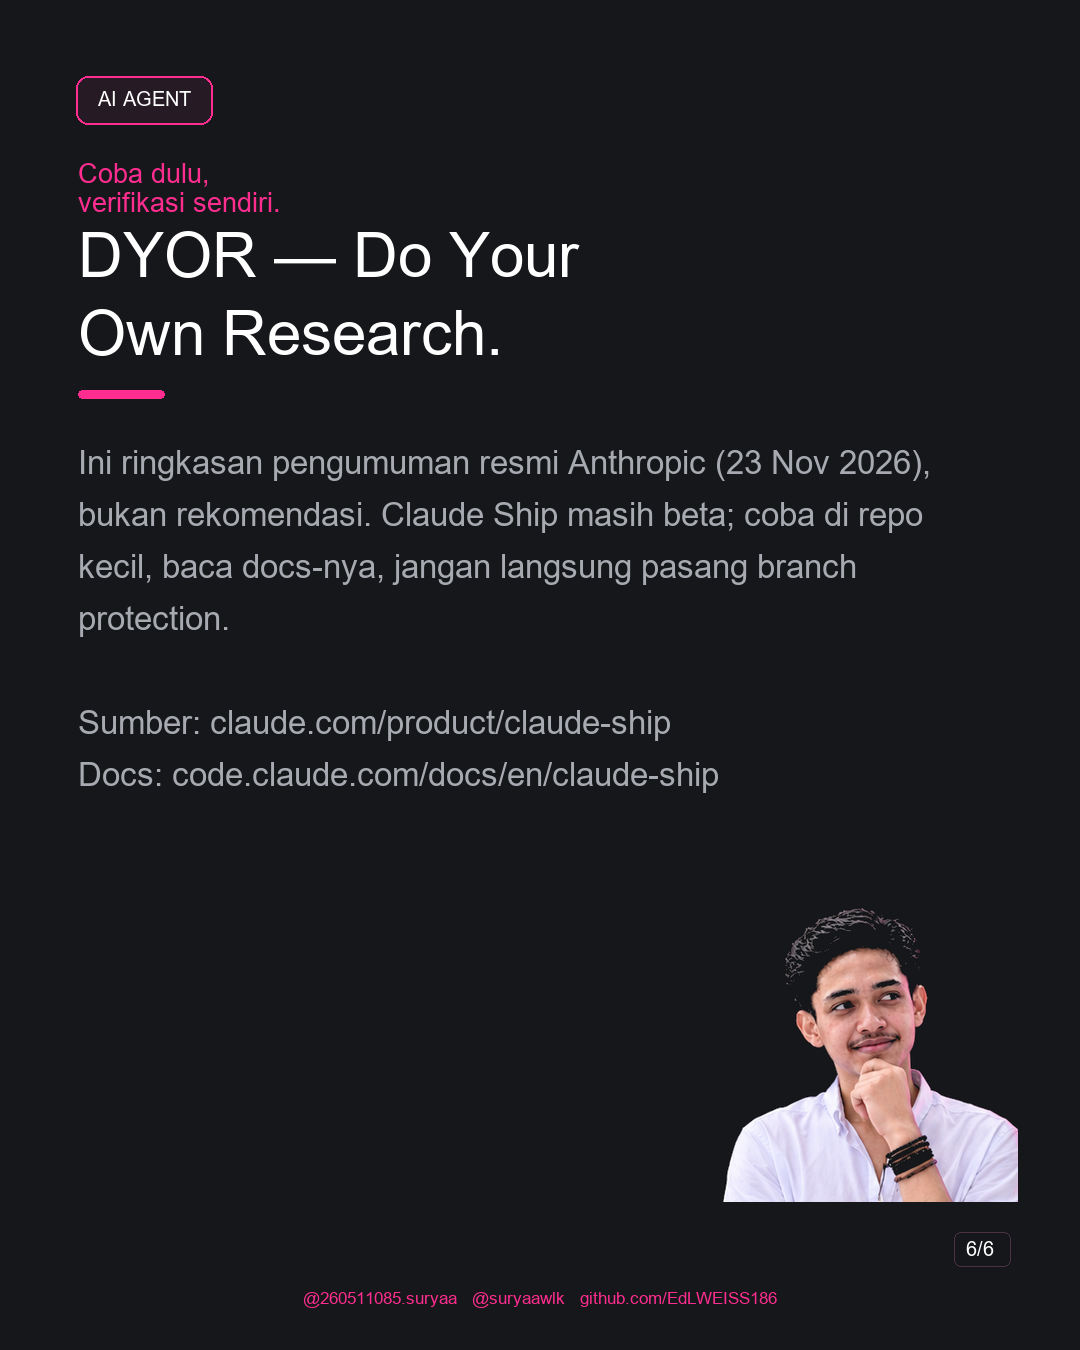 AI AGENT
Coba dulu,
verifikasi sendiri.
DYOR — Do Your
Own Research.
Ini ringkasan pengumuman resmi Anthropic (23 Nov 2026),
bukan rekomendasi. Claude Ship masih beta; coba di repo
kecil, baca docs-nya, jangan langsung pasang branch
protection.
Sumber: claude.com/product/claude-ship
Docs: code.claude.com/docs/en/claude-ship
6/6
@260511085.suryaa @suryaawlk github.com/EdLWEISS186